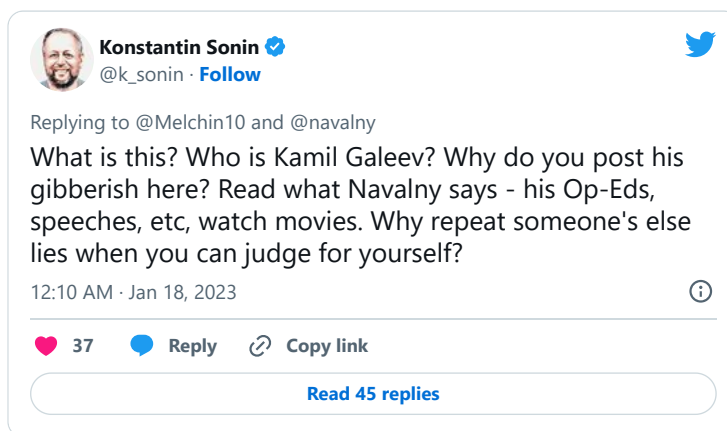 Konstantin Sonin
@k_sonin · Follow
Replying to @Melchin10 and @navalny
What is this? Who is Kamil Galeev? Why do you post his
gibberish here? Read what Navalny says - his Op-Eds,
speeches, etc, watch movies. Why repeat someone's else
lies when you can judge for yourself?
12:10 AM · Jan 18, 2023
37 Reply Copy link
Read 45 replies